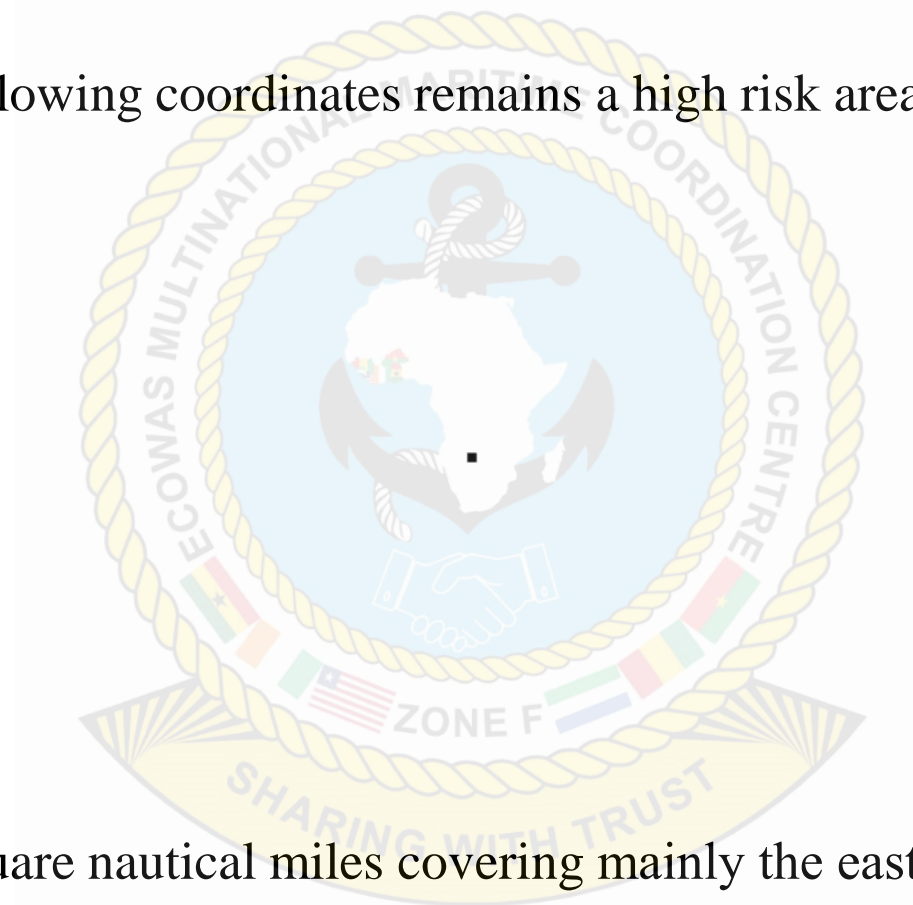 lowing coordinates remains a high risk area
ECOWAS MULTINATIONAL MARITIME COORDINATION CENTRE
ZONE F
SHARING WITH TRUST
uare nautical miles covering mainly the east